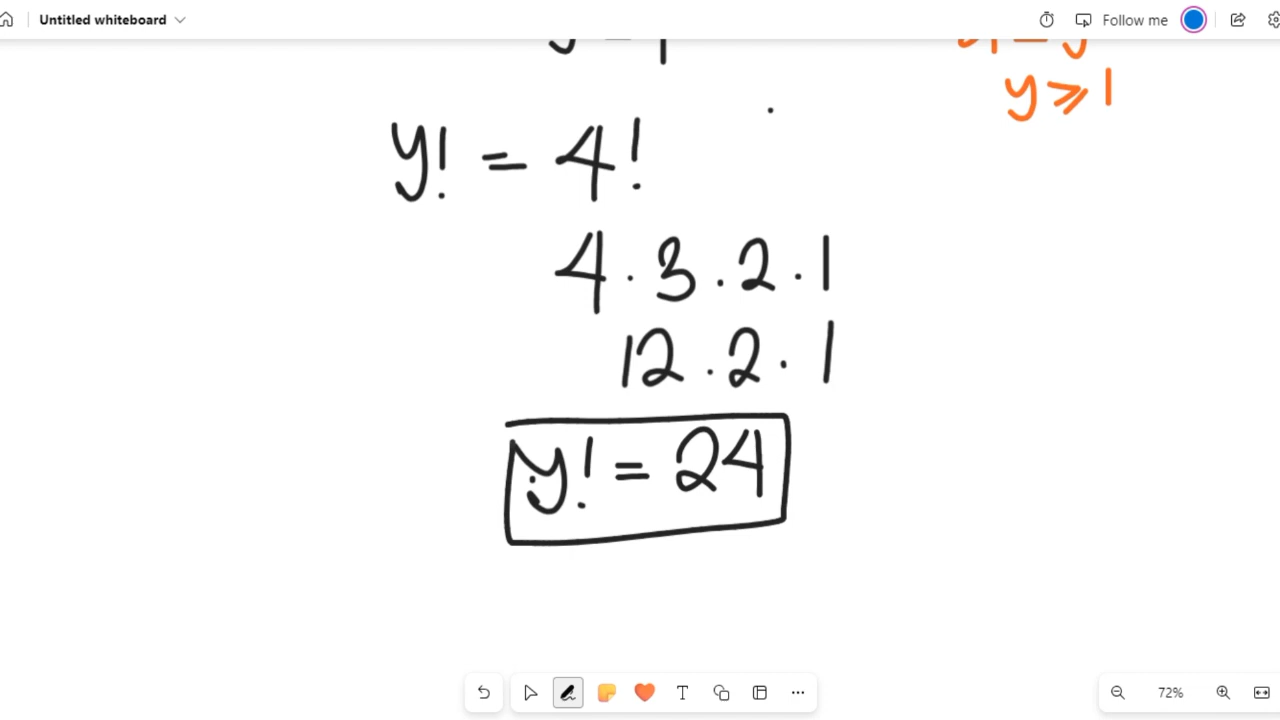 Untitled whiteboard
Follow me
y ≥ 1
y! = 4!
4 . 3 . 2 . 1
12 . 2 . 1
y! = 24
72%